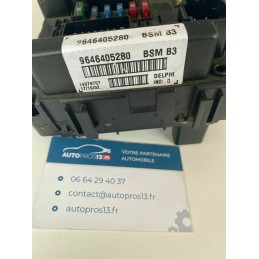 9646405280 BSM B3
9646405280 BSM B3
DELPHI
AUTOPROS13.FR
VOTRE PARTENAIRE
AUTOMOBILE
06 64 29 40 37
contact@autopros13.fr
autopros13.fr